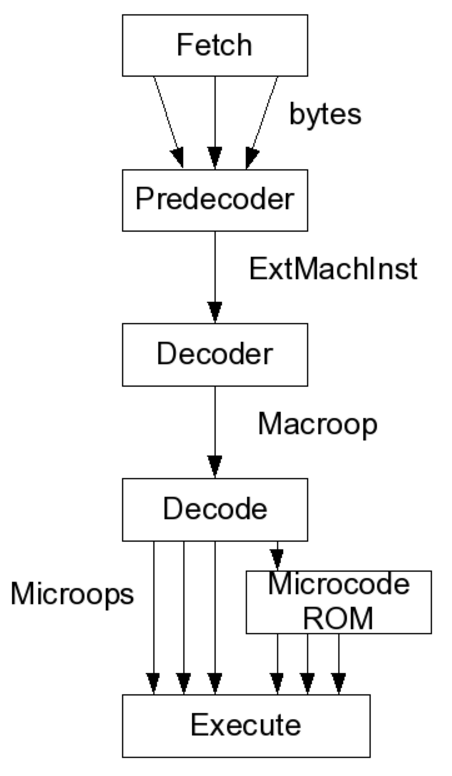 Fetch
bytes
Predecoder
ExtMachInst
Decoder
Macroop
Decode
Microops
Microcode
ROM
Execute